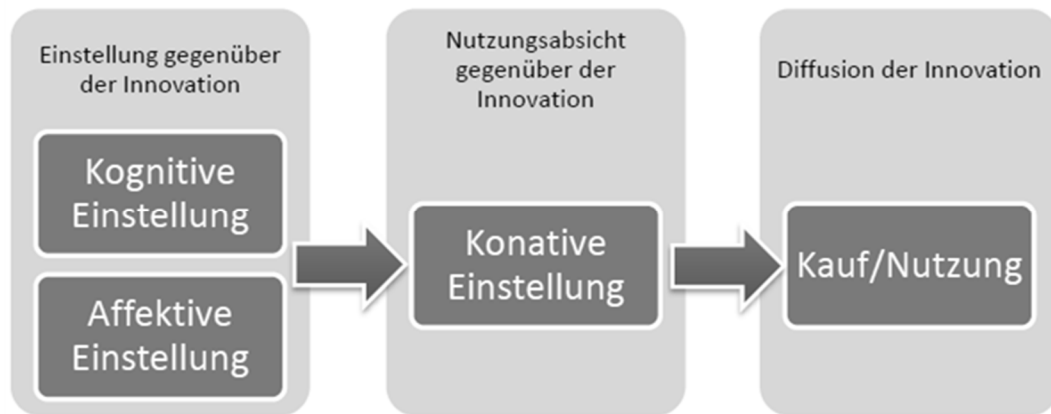 Einstellung gegenüber
der Innovation
Kognitive
Einstellung
Affektive
Einstellung
Nutzungsabsicht
gegenüber der
Innovation
Konative
Einstellung
Diffusion der Innovation
Kauf/Nutzung